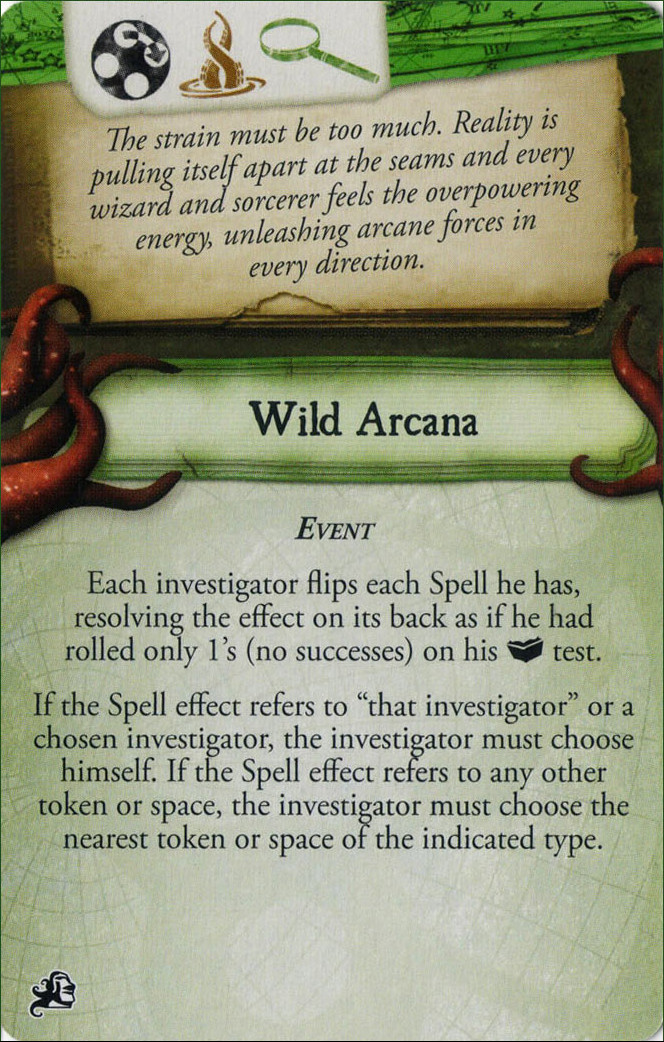 The strain must be too much. Reality is
pulling itself apart at the seams and every
wizard and sorcerer feels the overpowering
energy, unleashing arcane forces in
every direction.
Wild Arcana
Event
Each investigator flips each Spell he has,
resolving the effect on its back as if he had
rolled only 1's (no successes) on his test.
If the Spell effect refers to “that investigator” or a
chosen investigator, the investigator must choose
himself. If the Spell effect refers to any other
token or space, the investigator must choose the
nearest token or space of the indicated type.